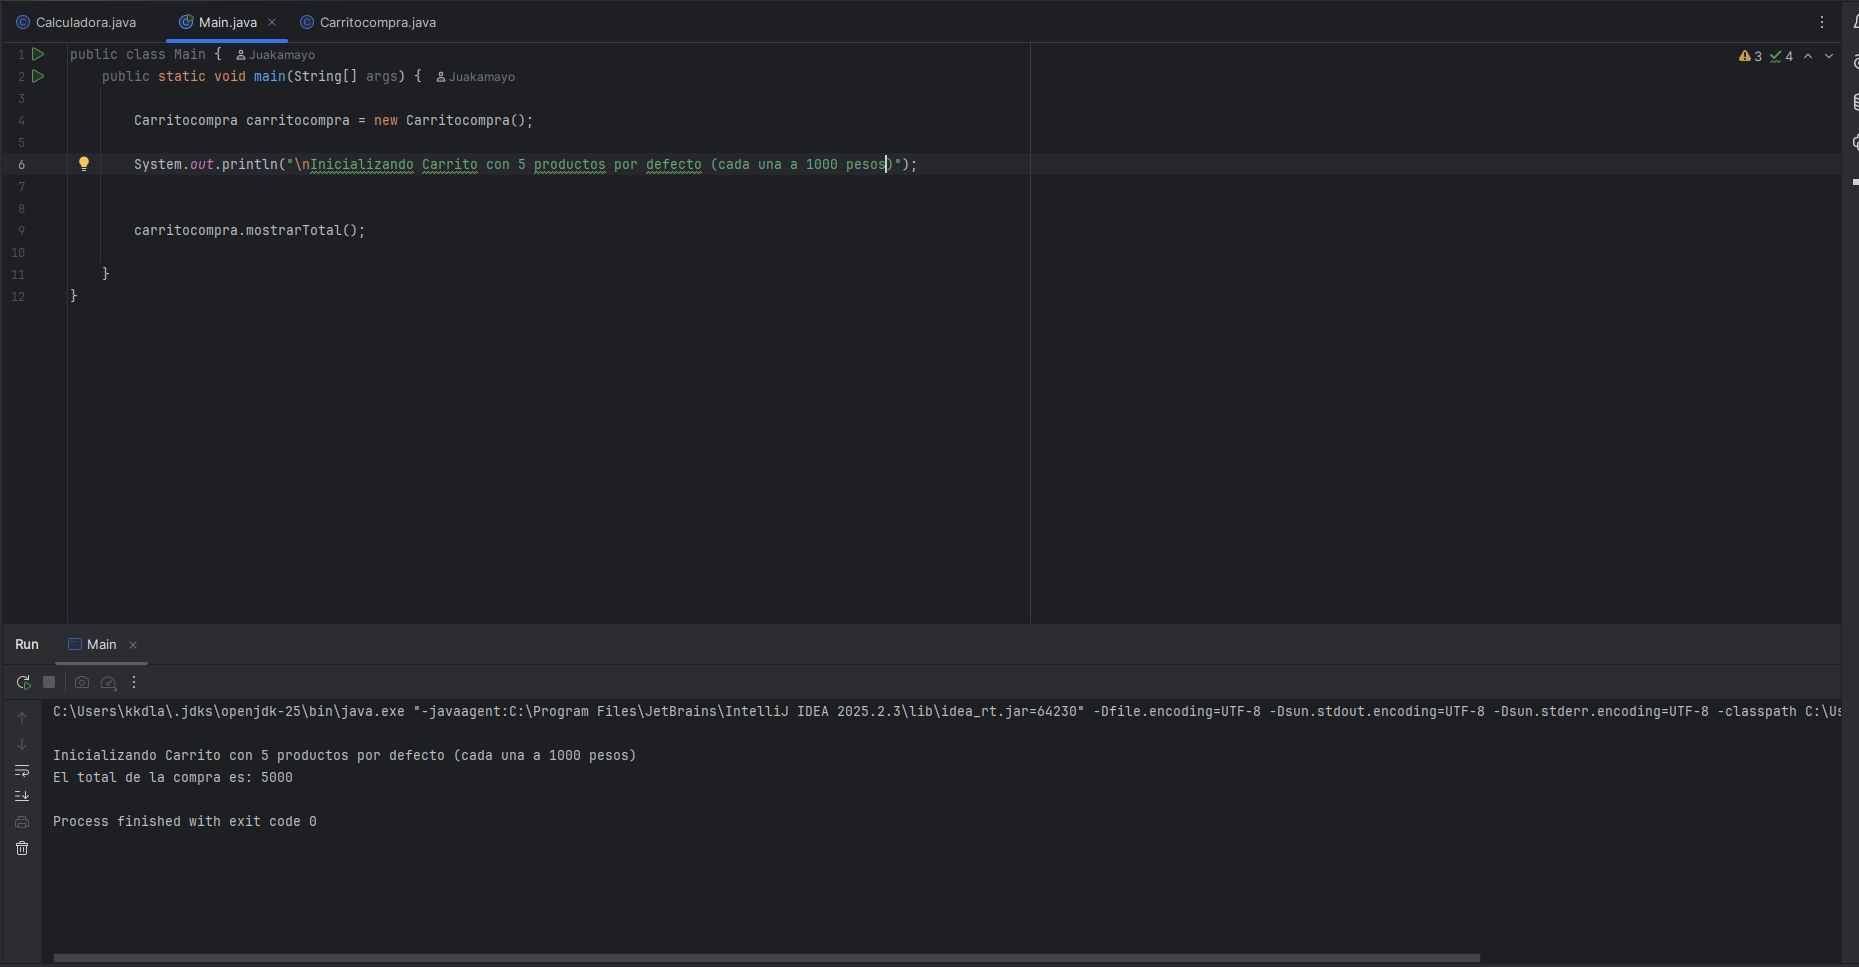 Calculadora.java Main.java Carritocompra.java
3 4
1 public class Main { Juakamayo
2 public static void main(String[] args) { Juakamayo
3
4 Carritocompra carritocompra = new Carritocompra();
5
6 System.out.println("\nInicializando Carrito con 5 productos por defecto (cada una a 1000 pesos)");
7
8
9 carritocompra.mostrarTotal();
10
11 }
12 }
Run Main
C:\Users\kkdla\.jdks\openjdk-25\bin\java.exe "-javaagent:C:\Program Files\JetBrains\IntelliJ IDEA 2025.2.3\lib\idea_rt.jar=64230" -Dfile.encoding=UTF-8 -Dsun.stdout.encoding=UTF-8 -Dsun.stderr.encoding=UTF-8 -classpath C:\Us
Inicializando Carrito con 5 productos por defecto (cada una a 1000 pesos)
El total de la compra es: 5000
Process finished with exit code 0